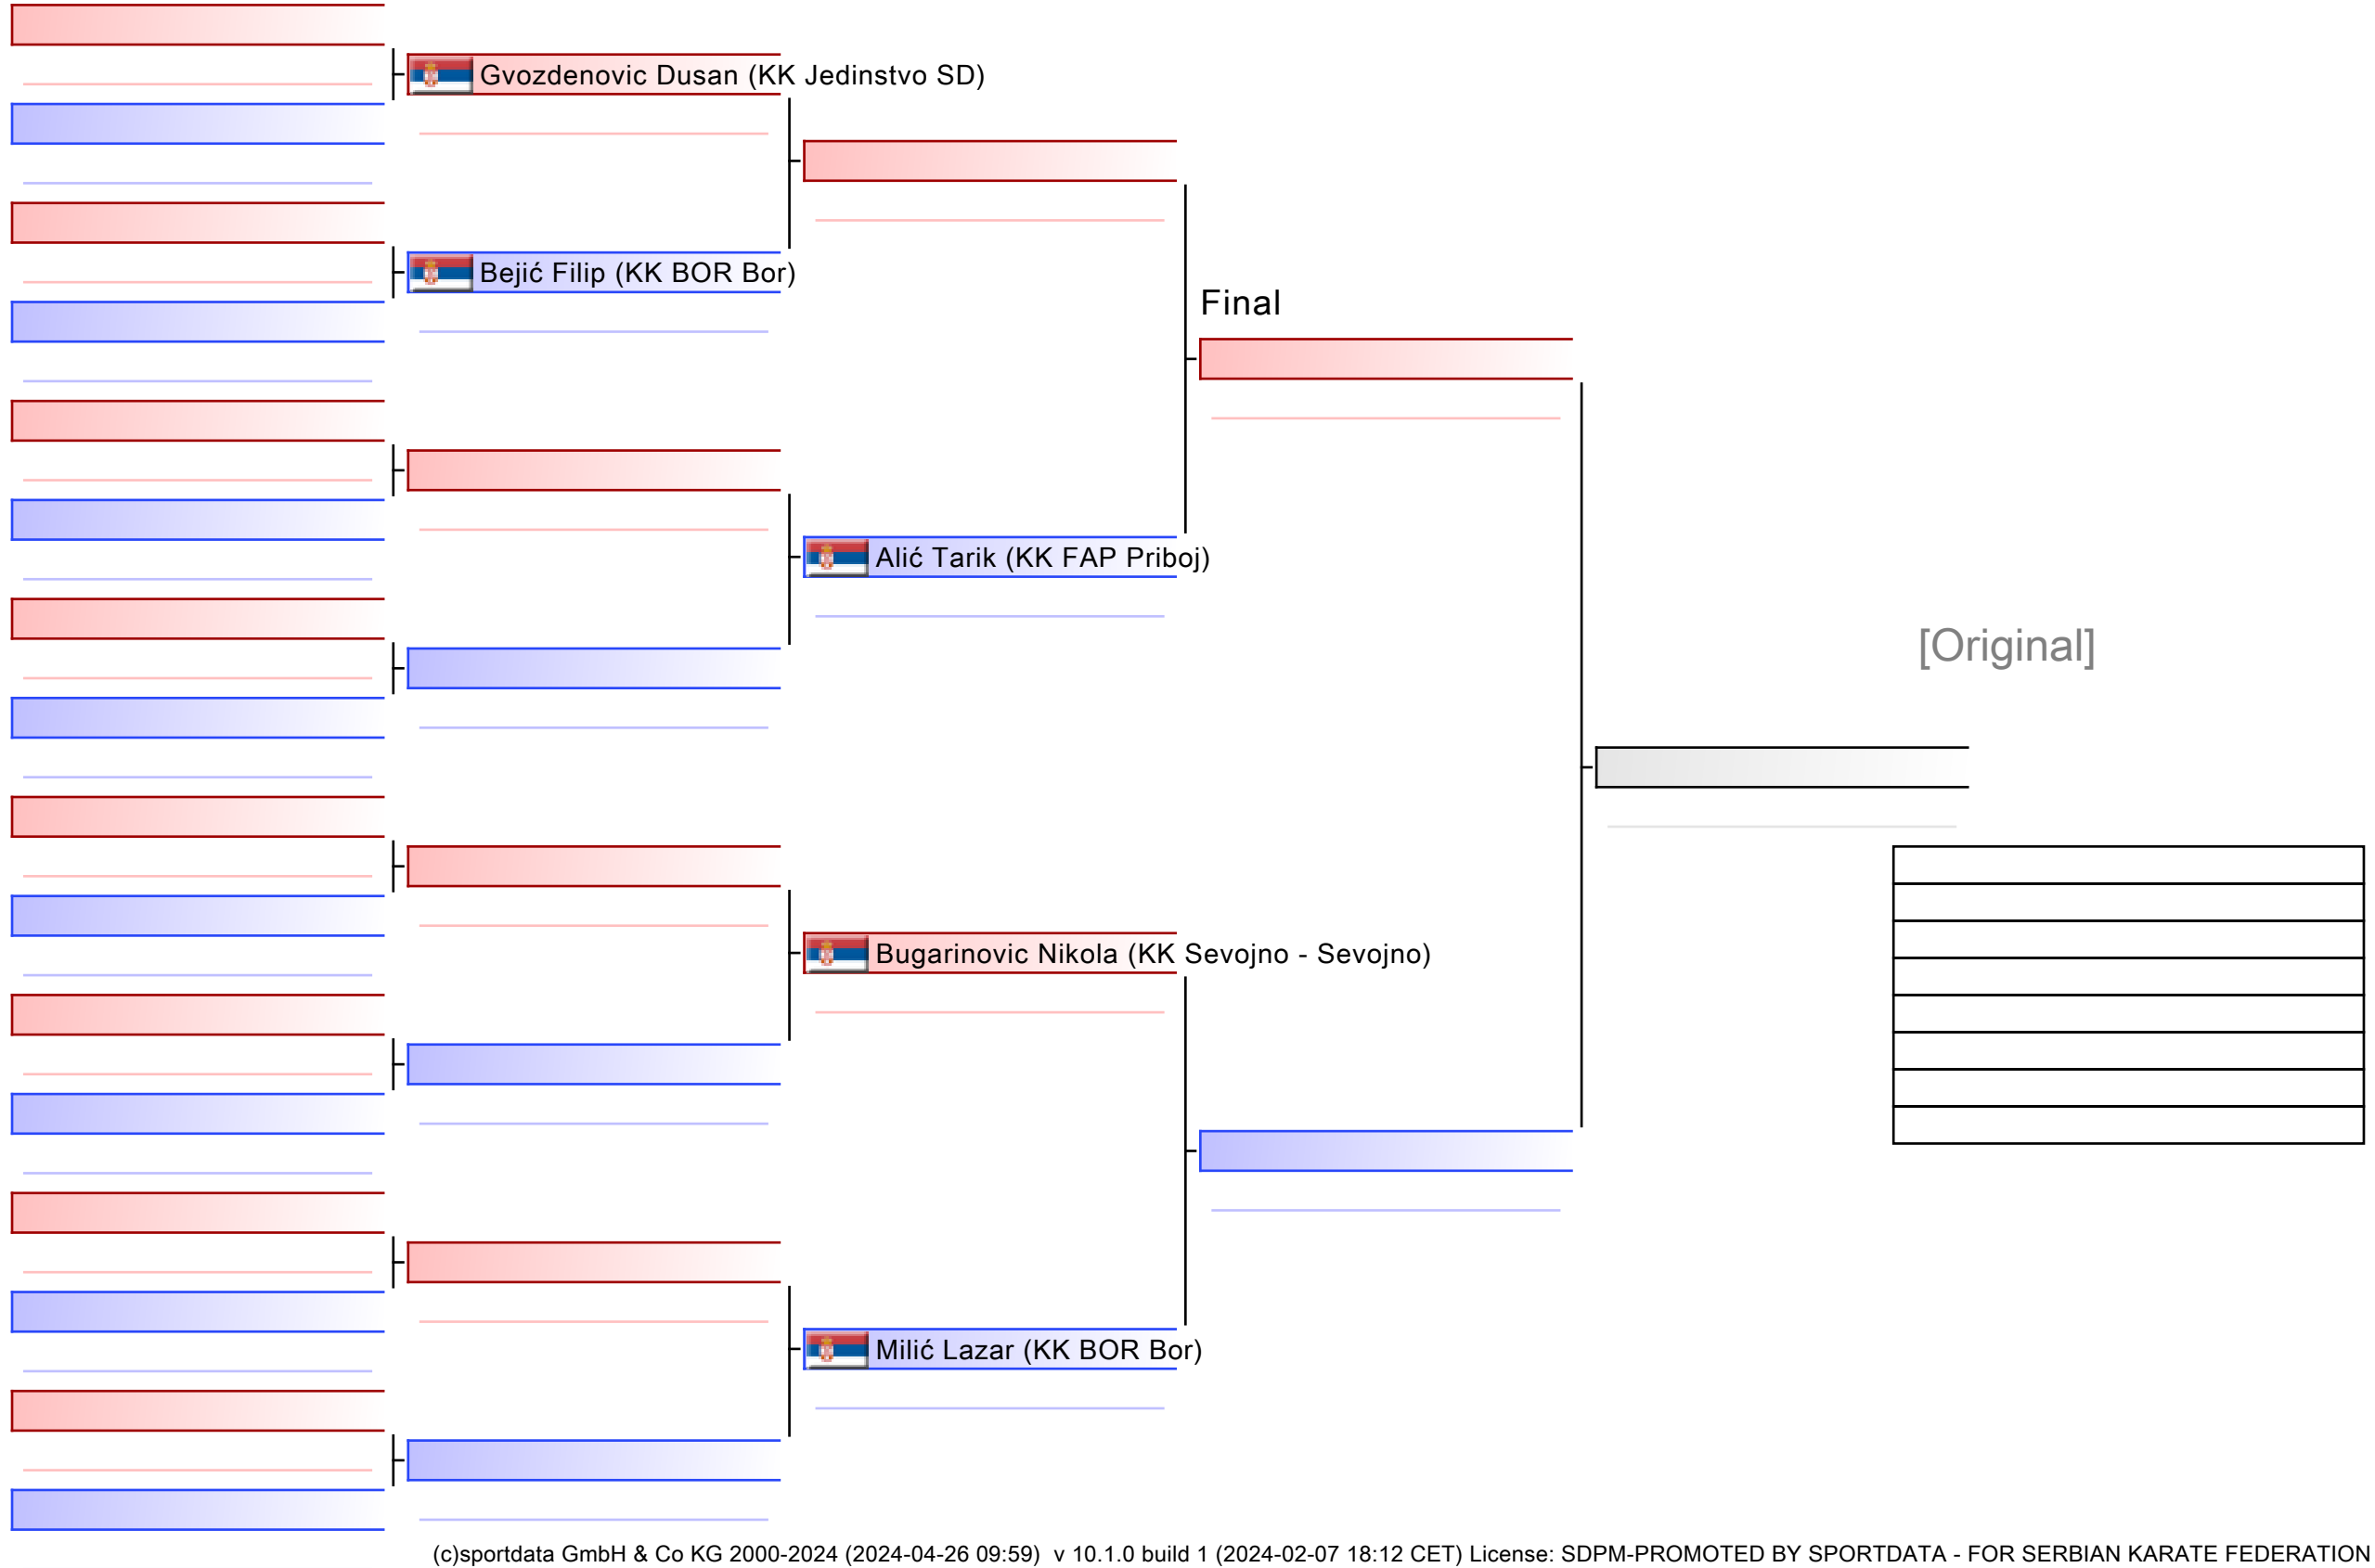 Gvozdenovic Dusan (KK Jedinstvo SD)
Bejić Filip (KK BOR Bor)
Final
Alić Tarik (KK FAP Priboj)
[Original]
Bugarinovic Nikola (KK Sevojno - Sevojno)
Milić Lazar (KK BOR Bor)
(c)sportdata GmbH & Co KG 2000-2024 (2024-04-26 09:59) v 10.1.0 build 1 (2024-02-07 18:12 CET) License: SDPM-PROMOTED BY SPORTDATA - FOR SERBIAN KARATE FEDERATION